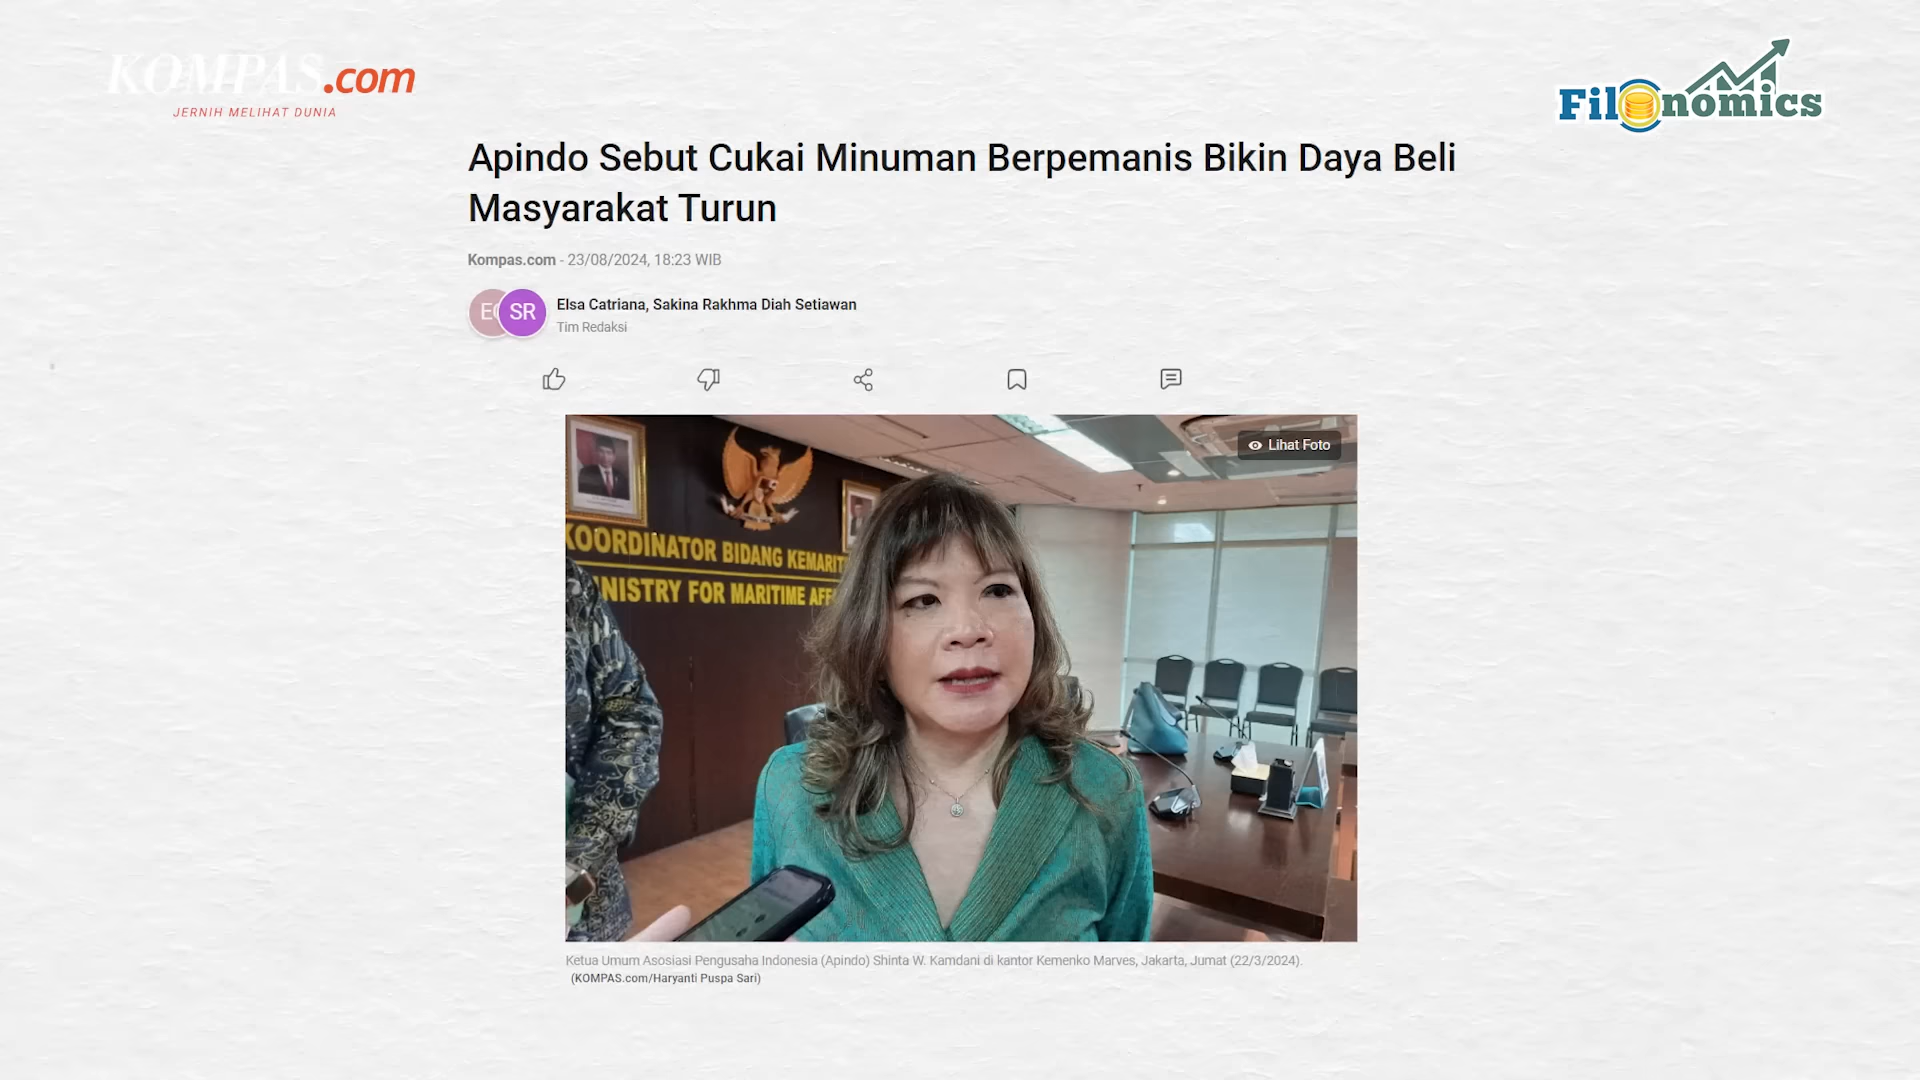 KOMPAS.com
JERNIH MELIHAT DUNIA
Filonomics
Apindo Sebut Cukai Minuman Berpemanis Bikin Daya Beli
Masyarakat Turun
Kompas.com - 23/08/2024, 18:23 WIB
SR
Elsa Catriana, Sakina Rakhma Diah Setiawan
Tim Redaksi
Lihat Foto
KOORDINATOR BIDANG KEMARIT
NISTRY FOR MARITIME AFF
Ketua Umum Asosiasi Pengusaha Indonesia (Apindo) Shinta W. Kamdani di kantor Kemenko Marves, Jakarta, Jumat (22/3/2024).
(KOMPAS.com/Haryanti Puspa Sari)